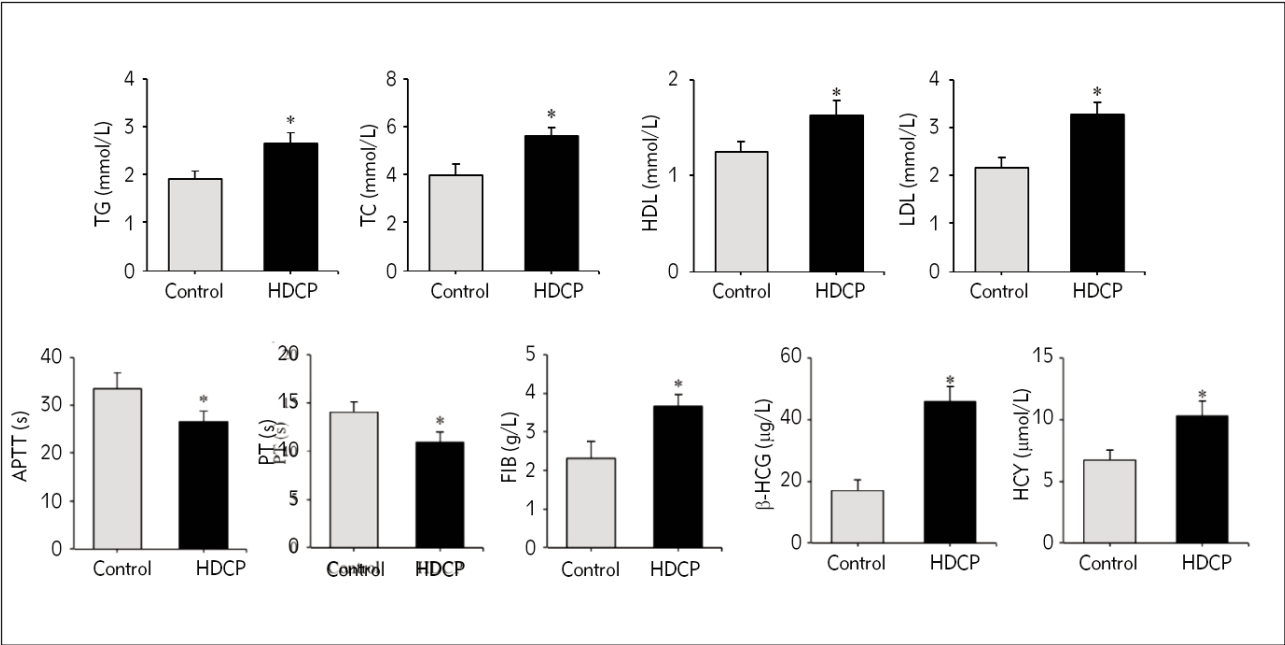 TG (mmol/L)
4
3
2
1
0
*
Control HDCP
TC (mmol/L)
8
6
4
2
0
*
Control HDCP
HDL (mmol/L)
2
1
0
*
Control HDCP
LDL (mmol/L)
4
3
2
1
0
*
Control HDCP
APTT (s)
40
30
20
10
0
*
Control HDCP
PT (s)
20
15
10
5
0
*
Control HDCP
FIB (g/L)
5
4
3
2
1
0
*
Control HDCP
β-HCG (μg/L)
60
40
20
0
*
Control HDCP
HCY (μmol/L)
15
10
5
0
*
Control HDCP